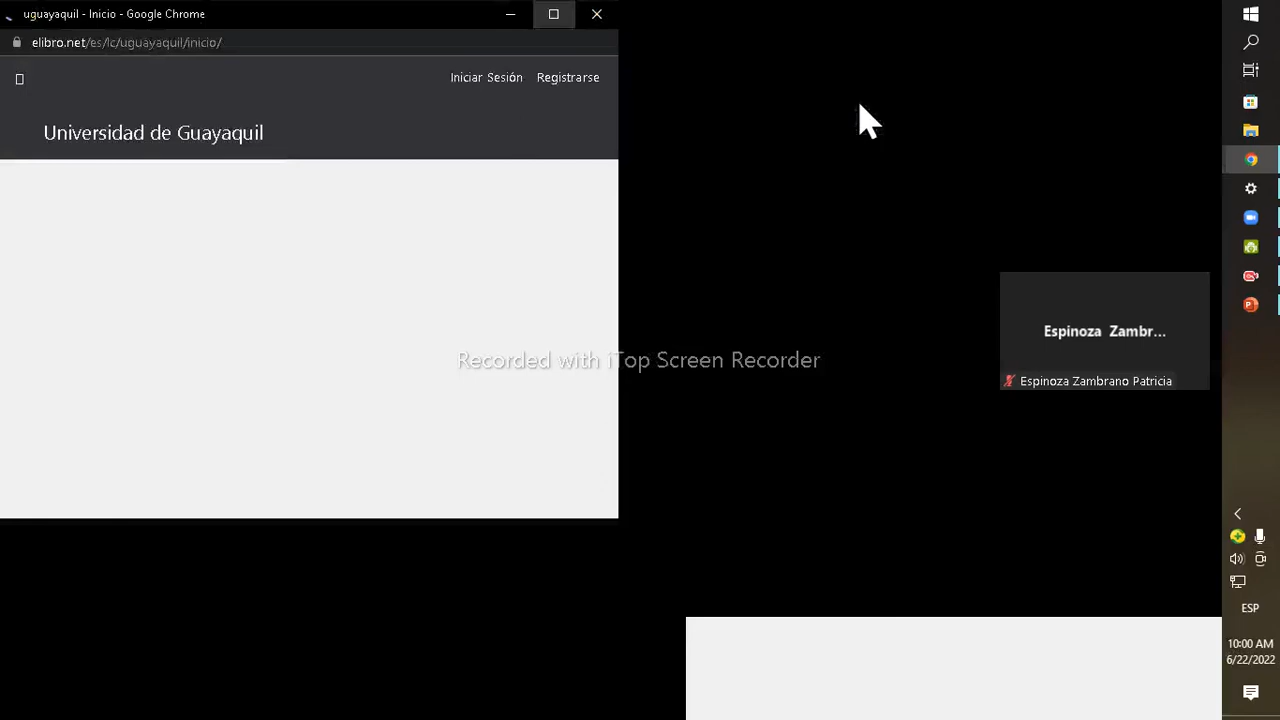 uguayaquil - Inicio - Google Chrome
elibro.net/es/lc/uguayaquil/inicio/
Iniciar Sesión Registrarse
Universidad de Guayaquil
Espinoza Zambr...
Recorded with iTop Screen Recorder
Espinoza Zambrano Patricia
ESP
10:00 AM
6/22/2022